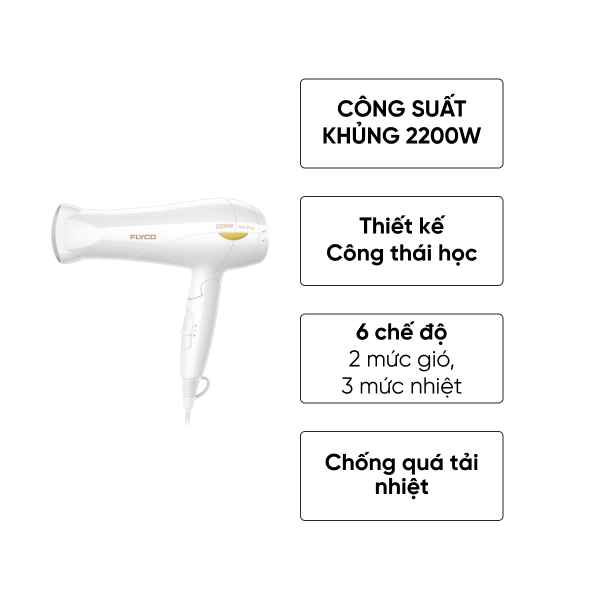 FLYCO
2200W
CÔNG SUẤT
KHỦNG 2200W
Thiết kế
Công thái học
6 chế độ
2 mức gió,
3 mức nhiệt
Chống quá tải
nhiệt